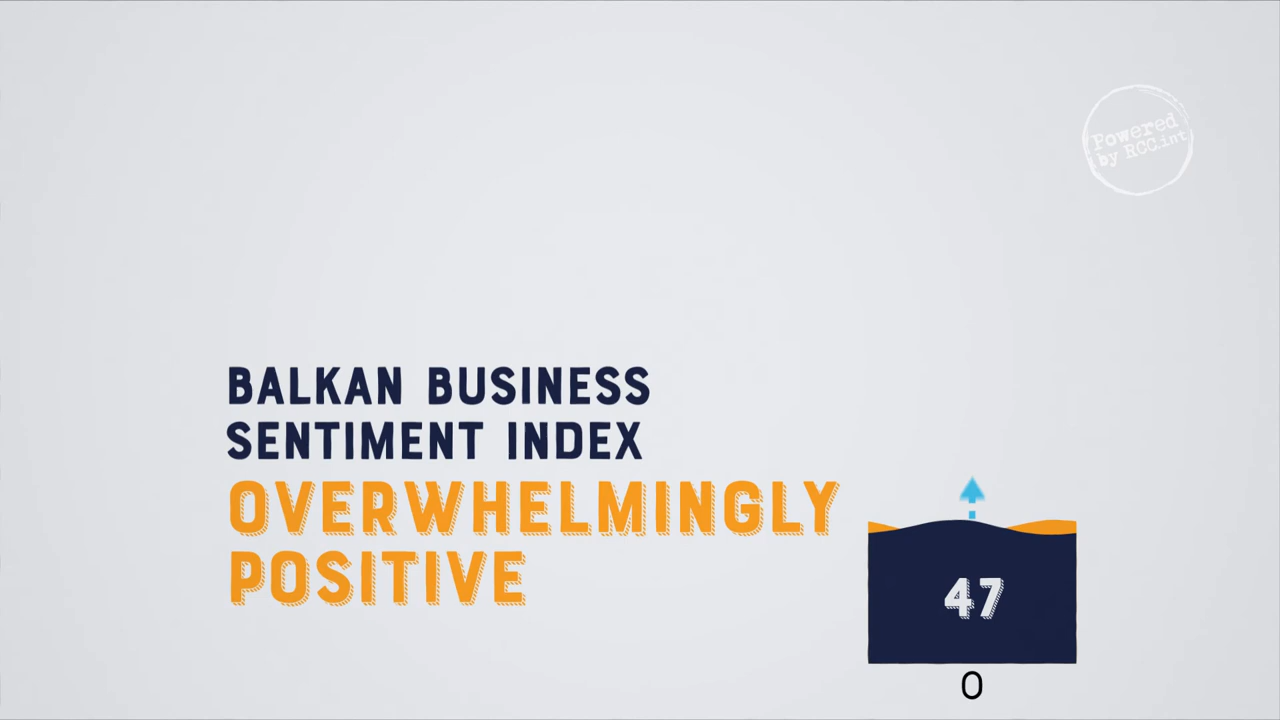 Powered
by RCC.int
BALKAN BUSINESS
SENTIMENT INDEX
OVERWHELMINGLY
POSITIVE
47
0